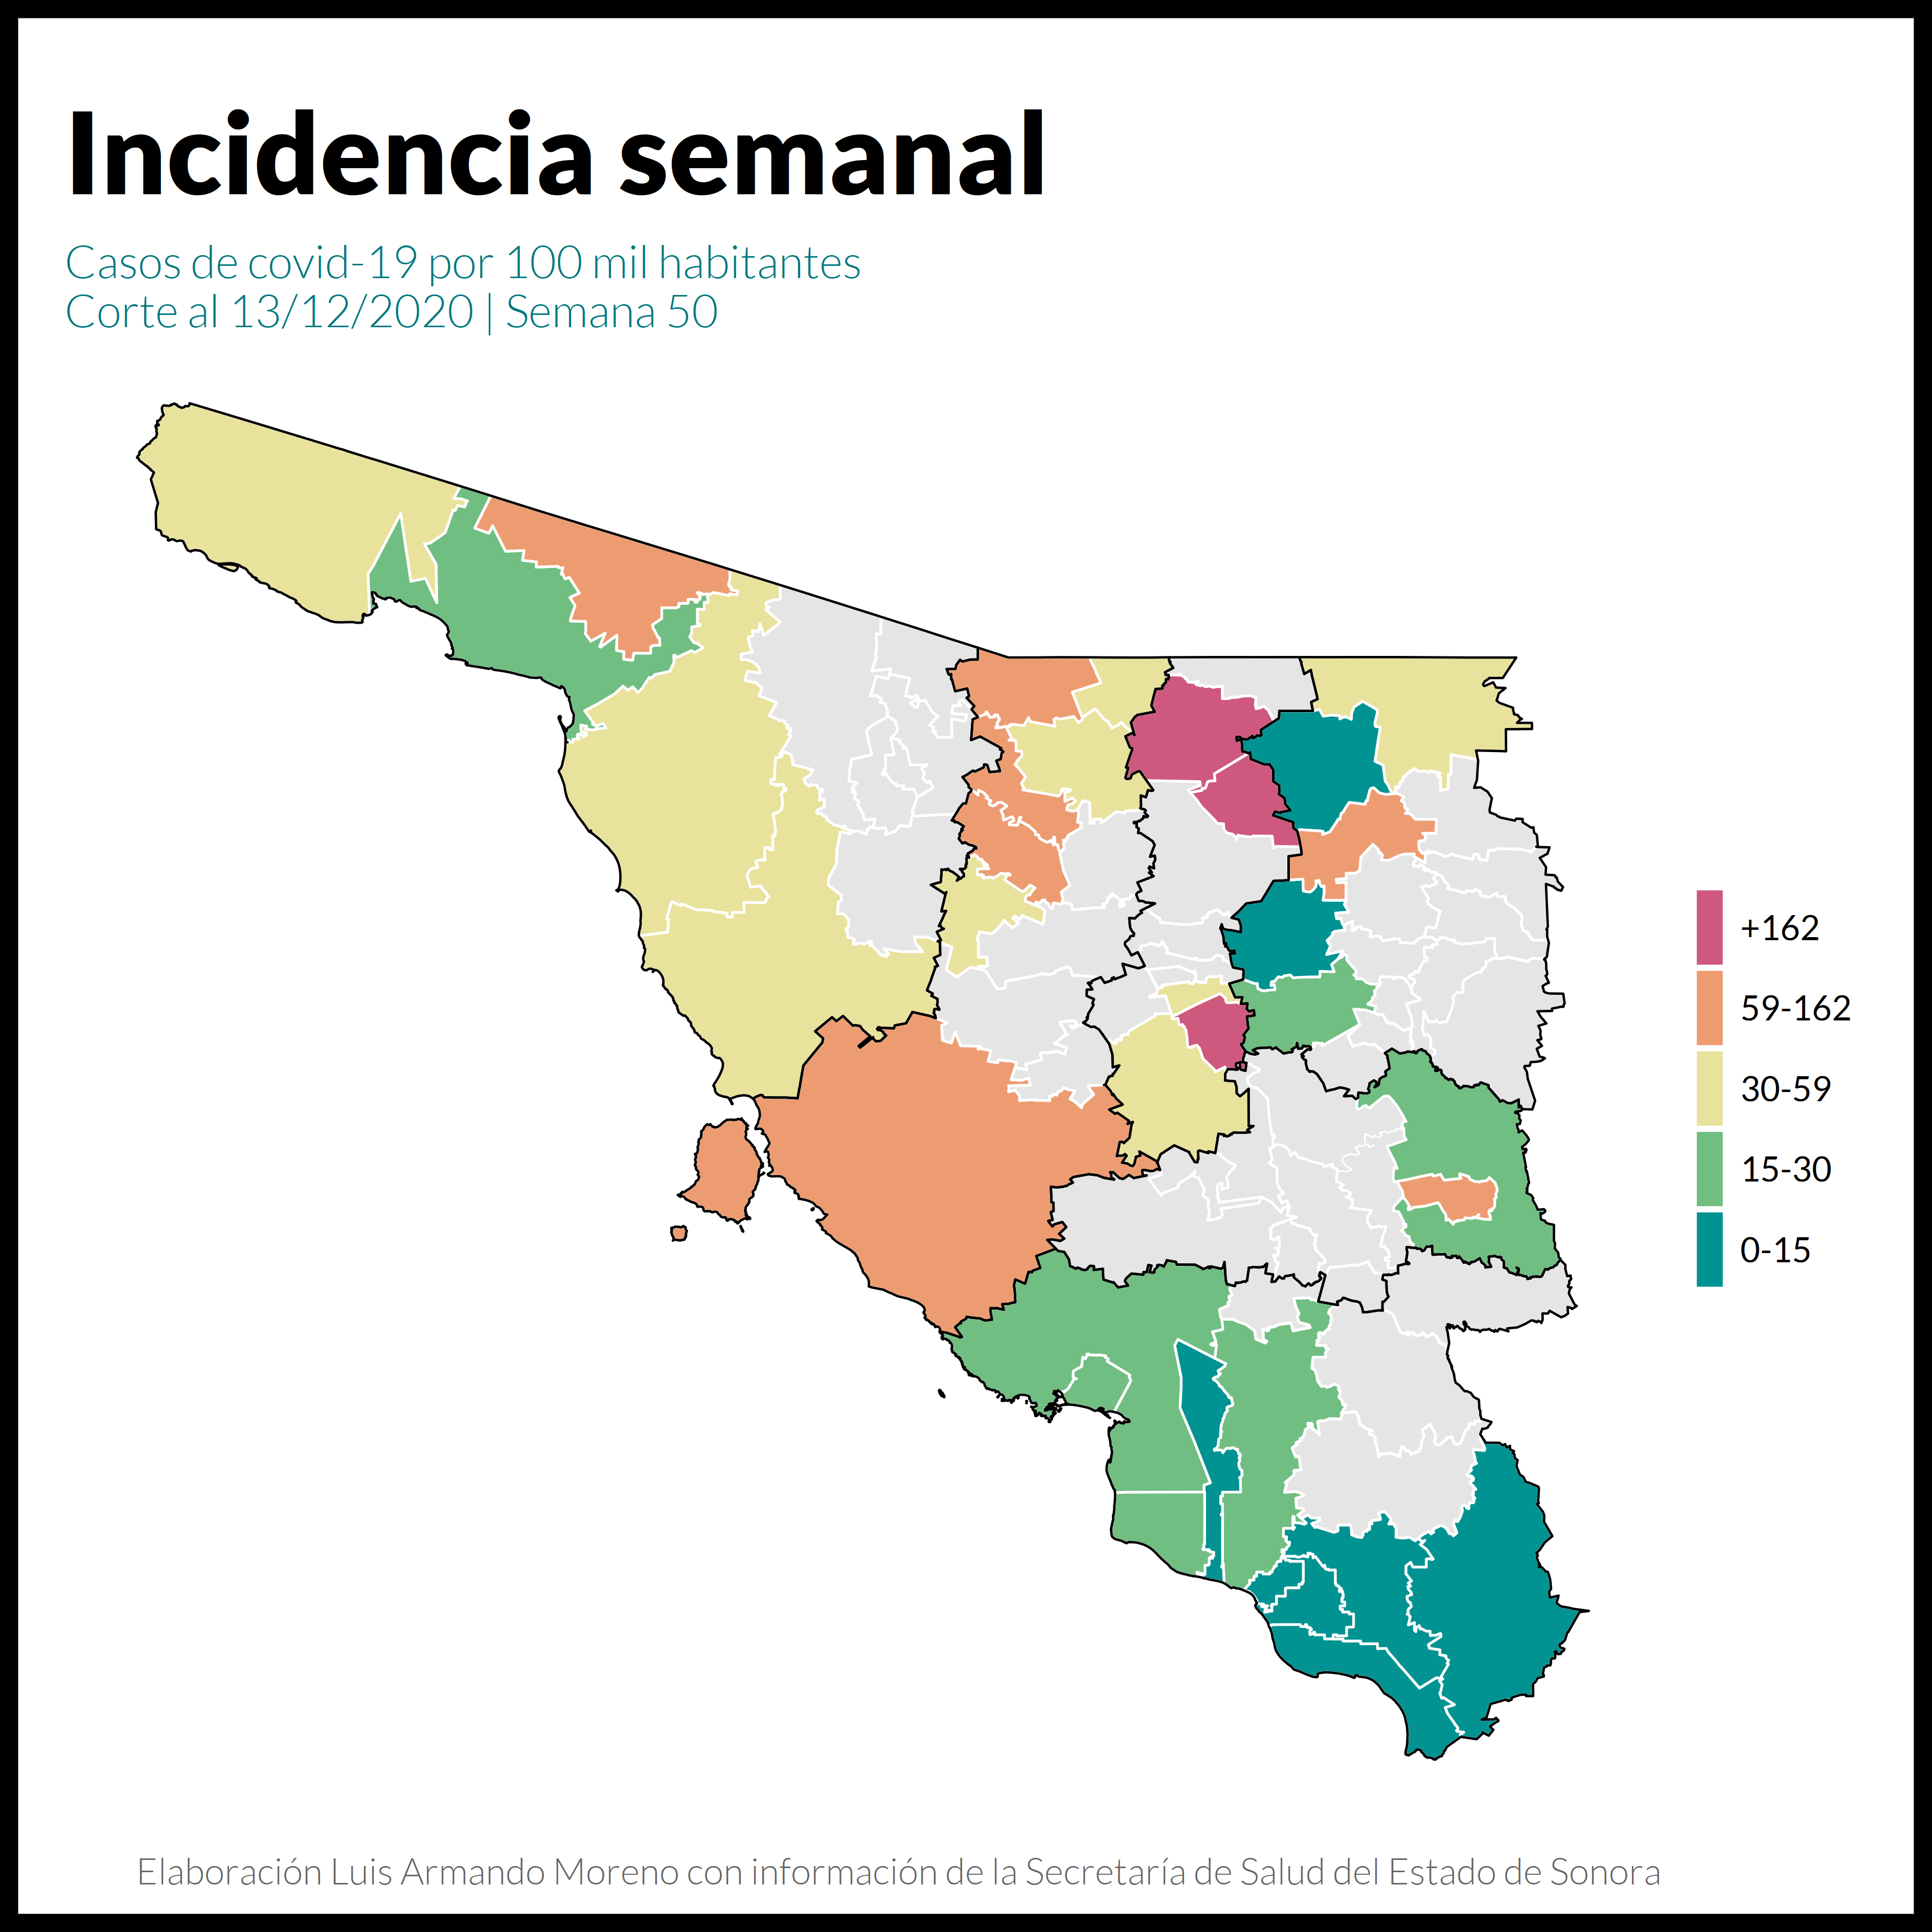 Incidencia semanal
Casos de covid-19 por 100 mil habitantes
Corte al 13/12/2020 | Semana 50
+162
59-162
30-59
15-30
0-15
Elaboración Luis Armando Moreno con información de la Secretaría de Salud del Estado de Sonora